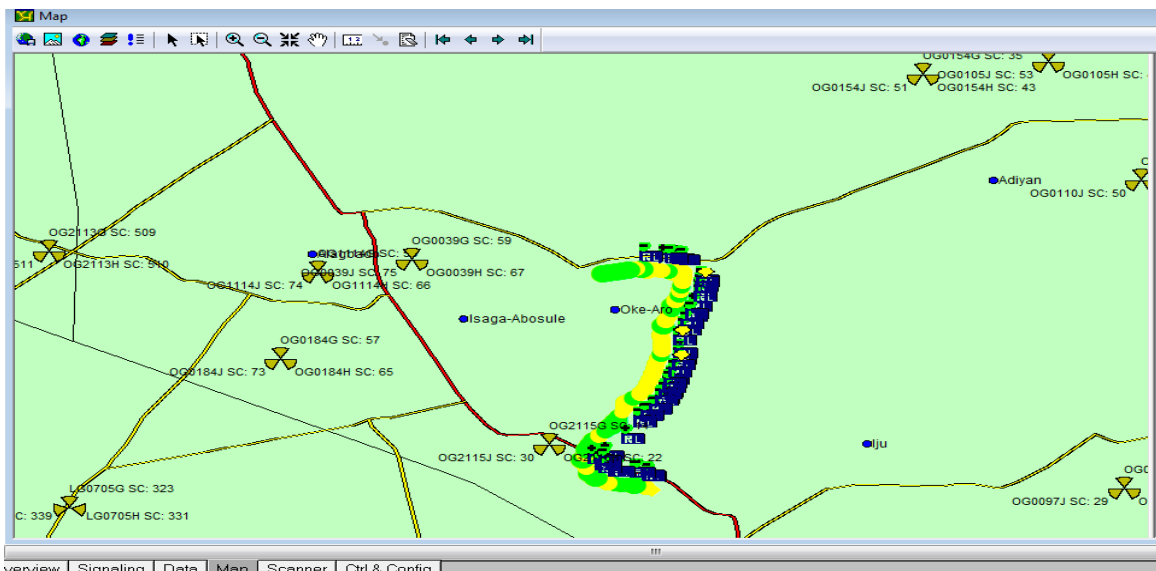 Map
OG0154G SC: 35
OG0105J SC: 53
OG0105H SC:
OG0154J SC: 51
OG0154H SC: 43
Adiyan
OG0110J SC: 50
OG2113G SC: 509
OG0039G SC: 59
511
OG2113H SC: 510
OG0039J SC: 75
OG0039H SC: 67
OG1114J SC: 74
OG1114H SC: 66
Oke-Aro
Isaga-Abosule
RL
OG0184G SC: 57
OG0184J SC: 73
OG0184H SC: 65
OG2115G SC:
RL
Iju
OG2115J SC: 30
SC: 22
LG0705G SC: 323
OG0097J SC: 29
C: 339
LG0705H SC: 331
verview Signaling Data Map Scanner Ctrl & Config